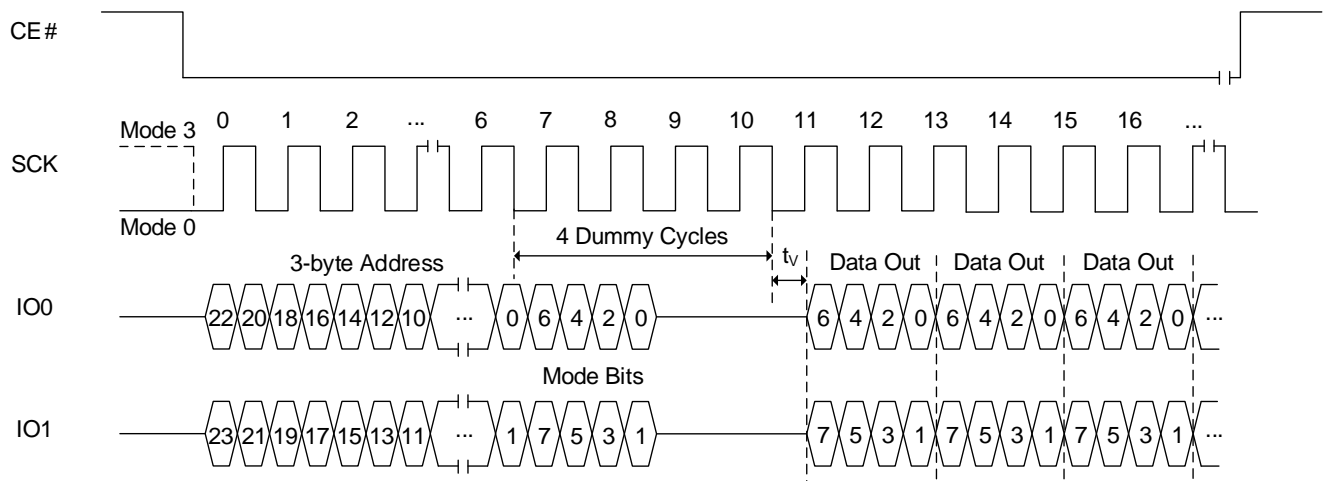 CE#
0 1 2 ... 6 7 8 9 10 11 12 13 14 15 16 ...
Mode 3
SCK
Mode 0
4 Dummy Cycles
3-byte Address tV Data Out Data Out Data Out
IO0 22 20 18 16 14 12 10 ... 0 6 4 2 0 6 4 2 0 6 4 2 0 6 4 2 0 ...
Mode Bits
IO1 23 21 19 17 15 13 11 ... 1 7 5 3 1 7 5 3 1 7 5 3 1 7 5 3 1 ...